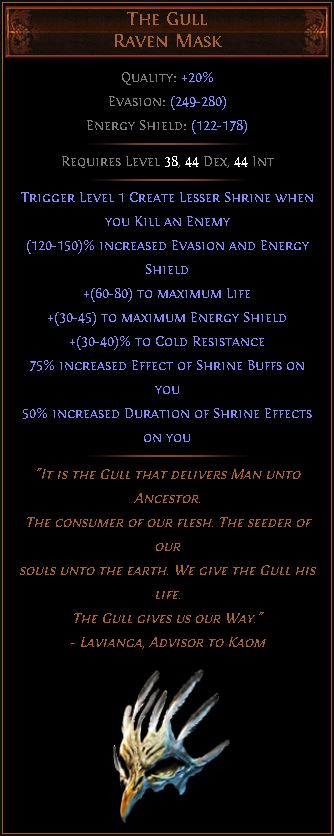 The Gull
Raven Mask
Quality: +20%
Evasion: (249-280)
Energy Shield: (122-178)
Requires Level 38, 44 Dex, 44 Int
Trigger Level 1 Create Lesser Shrine when
you Kill an Enemy
(120-150)% increased Evasion and Energy
Shield
+(60-80) to maximum Life
+(30-45) to maximum Energy Shield
+(30-40)% to Cold Resistance
75% increased Effect of Shrine Buffs on
you
50% increased Duration of Shrine Effects
on you
"It is the Gull that delivers Man unto
Ancestor.
The consumer of our flesh. The seeder of
our
souls unto the earth. We give the Gull his
life.
The Gull gives us our Way."
- Lavianga, Advisor to Kaom